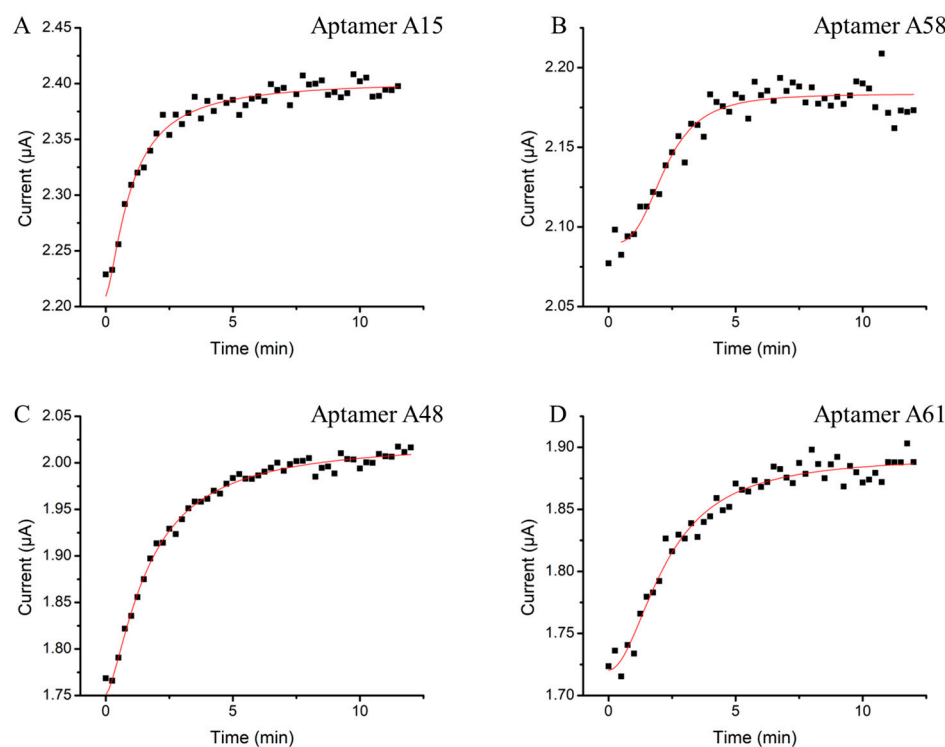 A Aptamer A15
2.45
2.40
2.35
2.30
2.25
2.20
Current (µA)
0 5 10
Time (min)
B Aptamer A58
2.20
2.15
2.10
2.05
Current (µA)
0 5 10
Time (min)
C Aptamer A48
2.05
2.00
1.95
1.90
1.85
1.80
1.75
Current (µA)
0 5 10
Time (min)
D Aptamer A61
1.90
1.85
1.80
1.75
1.70
Current (µA)
0 5 10
Time (min)